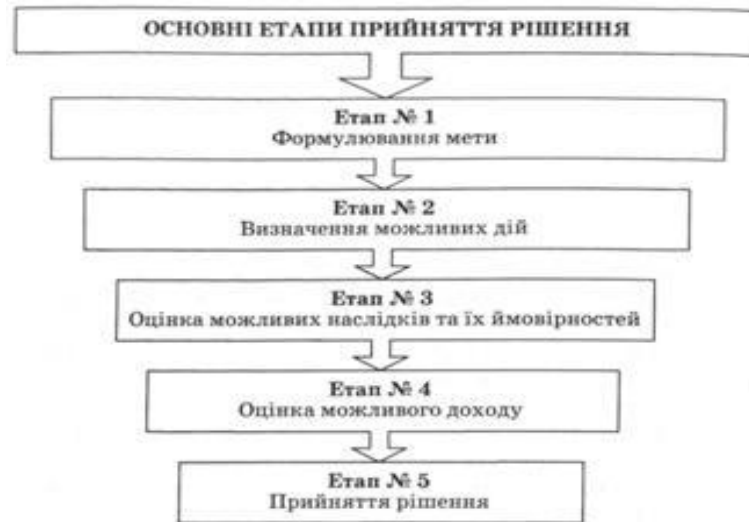 ОСНОВНІ ЕТАПИ ПРИЙНЯТТЯ РІШЕННЯ
Етап № 1
Формулювання мети
Етап № 2
Визначення можливих дій
Етап № 3
Оцінка можливих наслідків та їх ймовірностей
Етап № 4
Оцінка можливого доходу
Етап № 5
Прийняття рішення